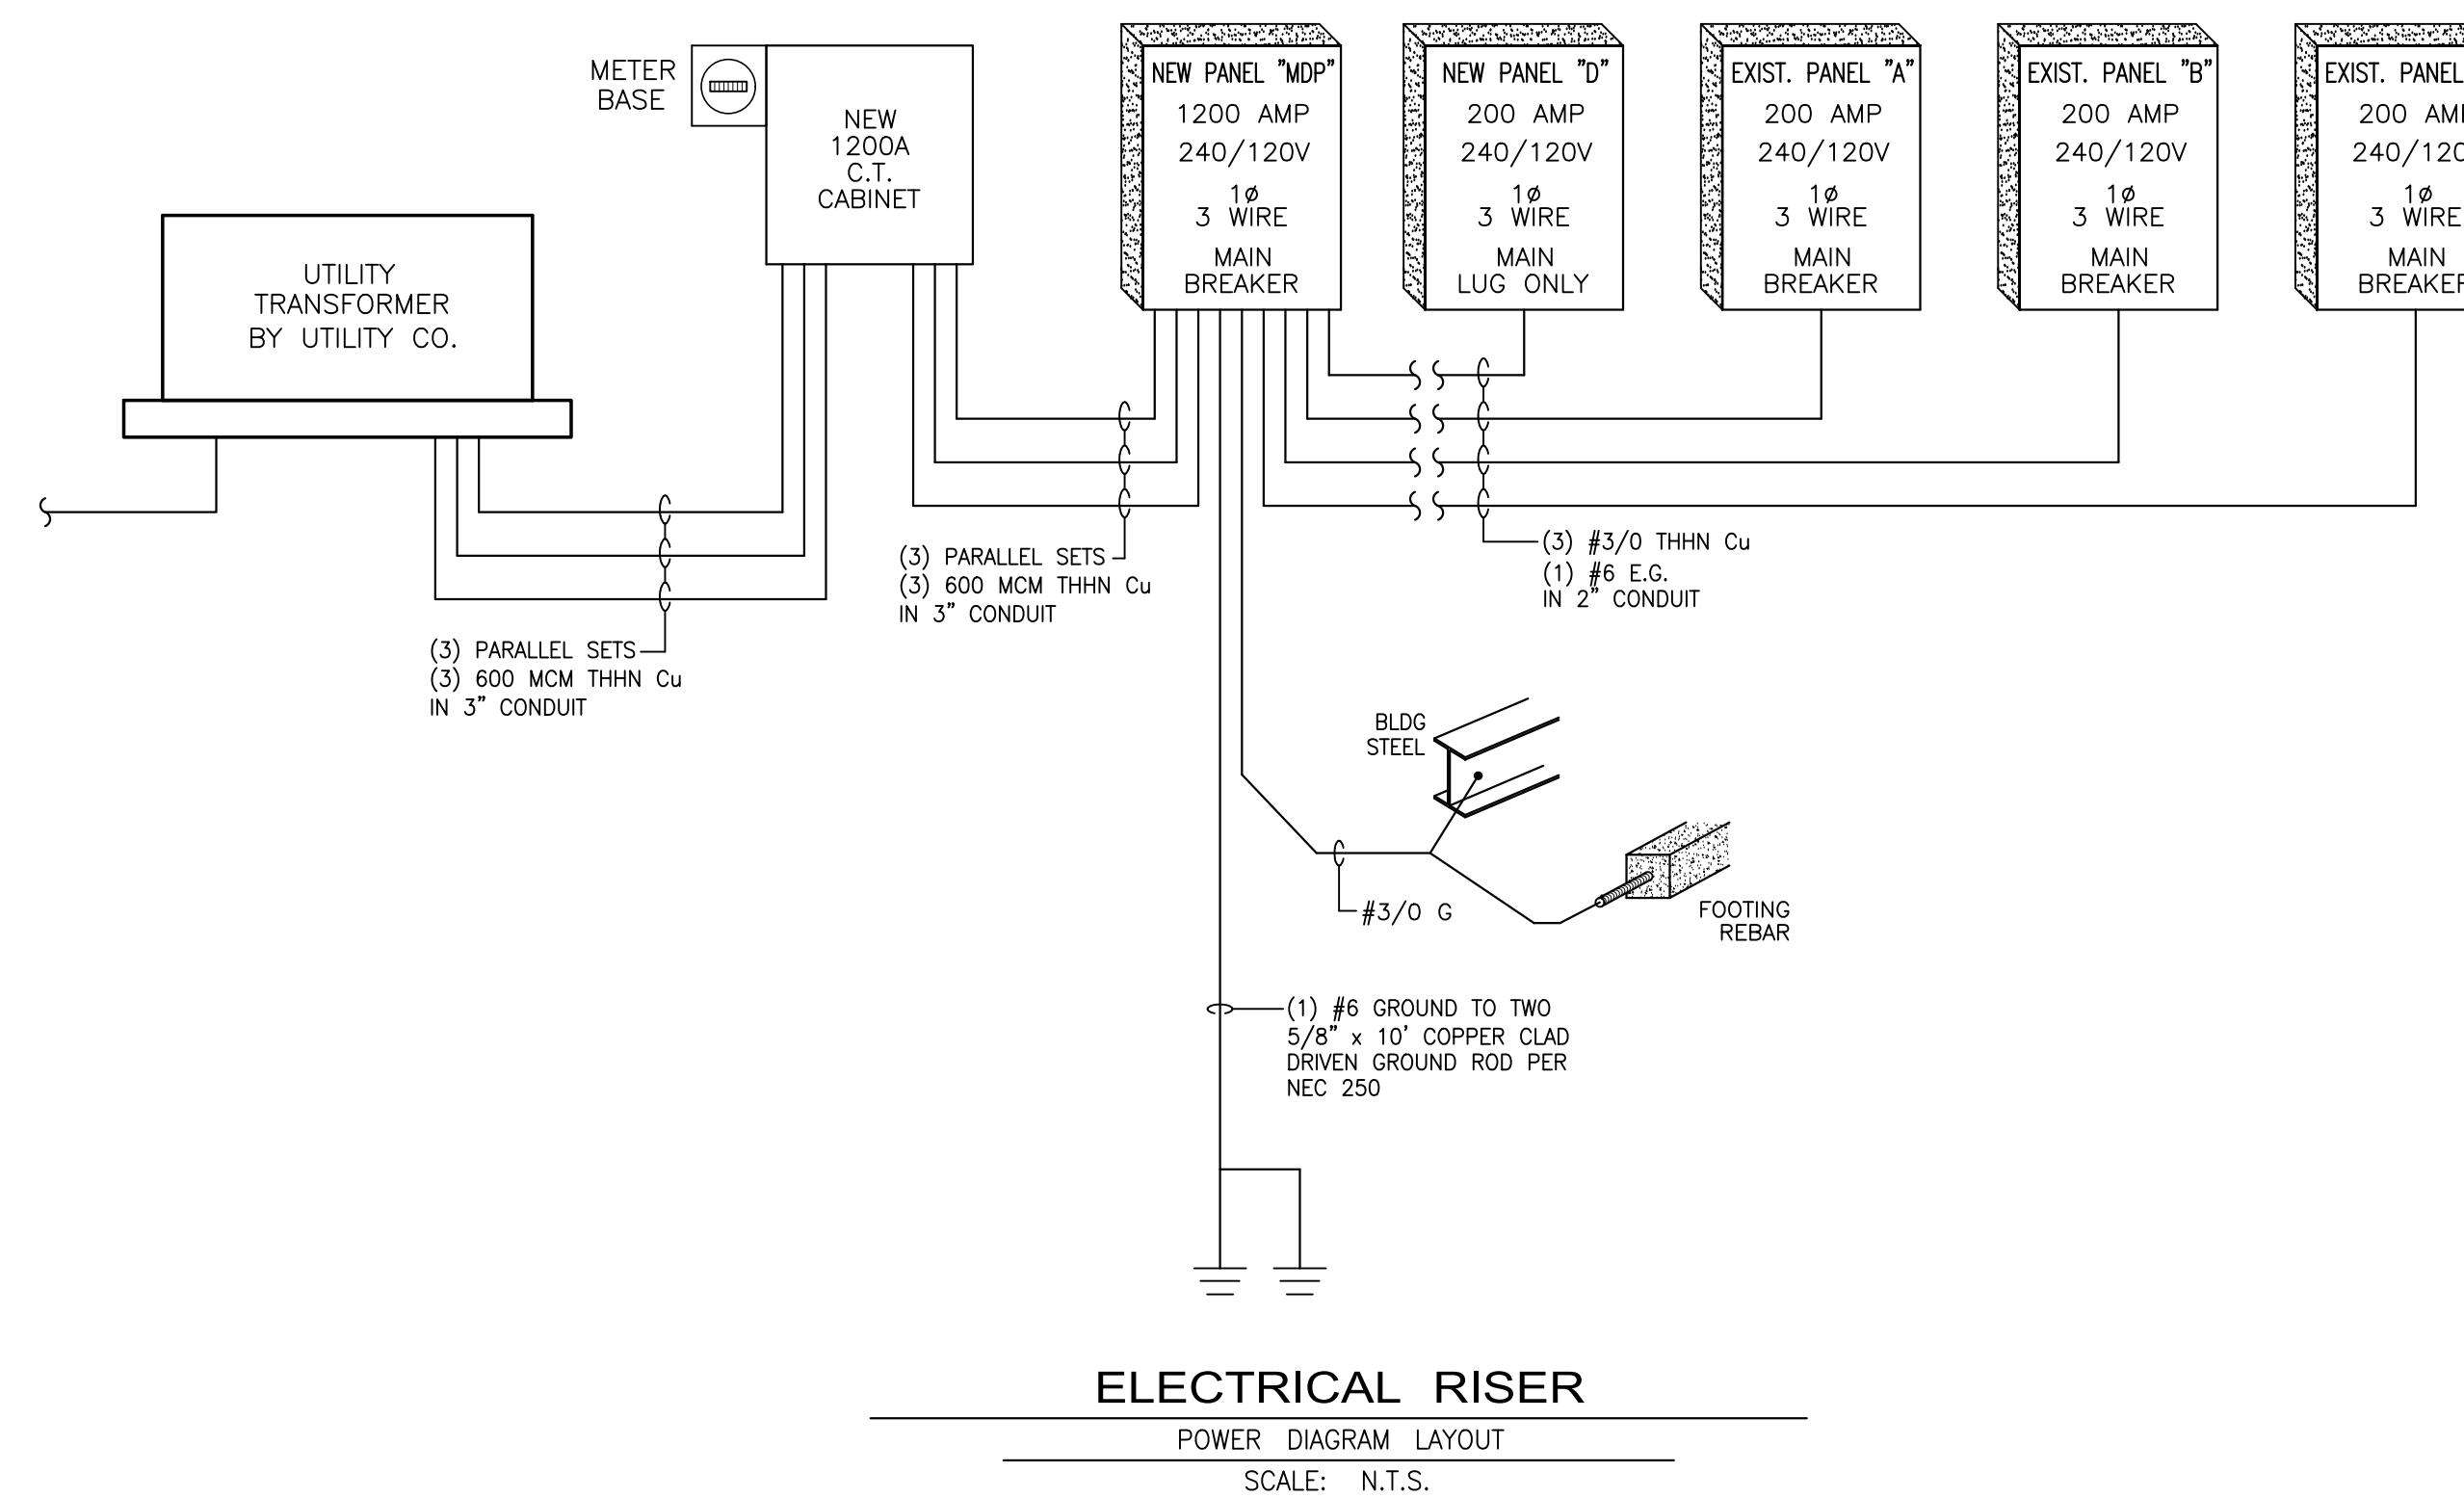 METER
BASE
NEW
1200A
C.T.
CABINET
UTILITY
TRANSFORMER
BY UTILITY CO.
NEW PANEL "MDP"
1200 AMP
240/120V
1ø
3 WIRE
MAIN
BREAKER
NEW PANEL "D"
200 AMP
240/120V
1ø
3 WIRE
MAIN
LUG ONLY
EXIST. PANEL "A"
200 AMP
240/120V
1ø
3 WIRE
MAIN
BREAKER
EXIST. PANEL "B"
200 AMP
240/120V
1ø
3 WIRE
MAIN
BREAKER
EXIST. PANEL
200
1ø
3 WIRE
MAIN
(3) PARALLEL SETS
(3) 600 MCM THHN Cu
IN 3" CONDUIT
(3) PARALLEL SETS
(3) 600 MCM THHN Cu
IN 3" CONDUIT
(3) #3/0 THHN Cu
(1) #6 E.G.
IN 2" CONDUIT
BLDG
STEEL
#3/0 G
FOOTING
REBAR
(1) #6 GROUND TO TWO
5/8" x 10' COPPER CLAD
DRIVEN GROUND ROD PER
NEC 250
ELECTRICAL RISER
POWER DIAGRAM LAYOUT
SCALE: N.T.S.